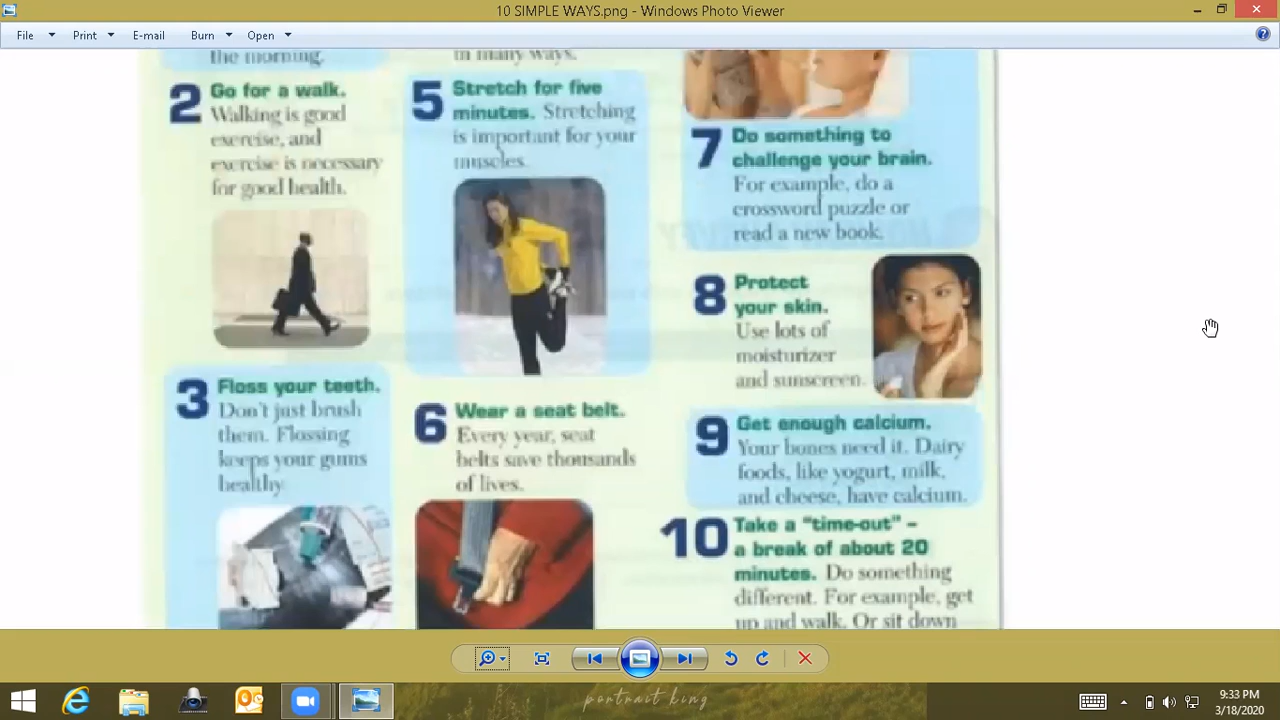 10 SIMPLE WAYS.png - Windows Photo Viewer
File Print E-mail Burn Open
the morning.
2 Go for a walk.
Walking is good
exercise, and
exercise is necessary
for good health.
3 Floss your teeth.
Don't just brush
them. Flossing
keeps your gums
healthy
in many ways.
5 Stretch for five
minutes. Stretching
is important for your
muscles.
6 Wear a seat belt.
Every year, seat
belts save thousands
of lives.
7 Do something to
challenge your brain.
For example, do a
crossword puzzle or
read a new book.
8 Protect
your skin.
Use lots of
moisturizer
and sunscreen.
9 Get enough calcium.
Your bones need it. Dairy
foods, like yogurt, milk,
and cheese, have calcium.
10 Take a "time-out" –
a break of about 20
minutes. Do something
different. For example, get
up and walk. Or sit down
portrait king
9:33 PM
3/18/2020